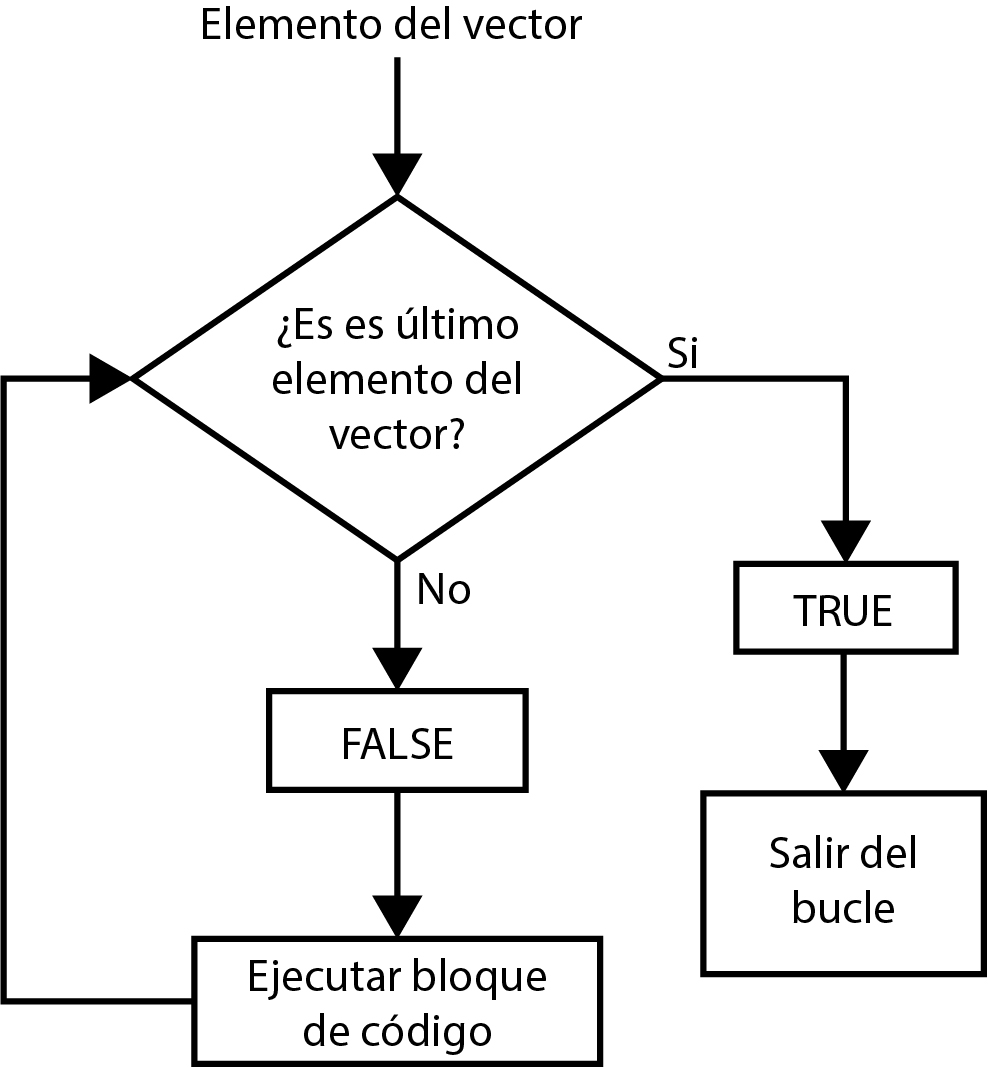 Elemento del vector
¿Es es último
elemento del
vector?
Si
No
TRUE
FALSE
Salir del
bucle
Ejecutar bloque
de código